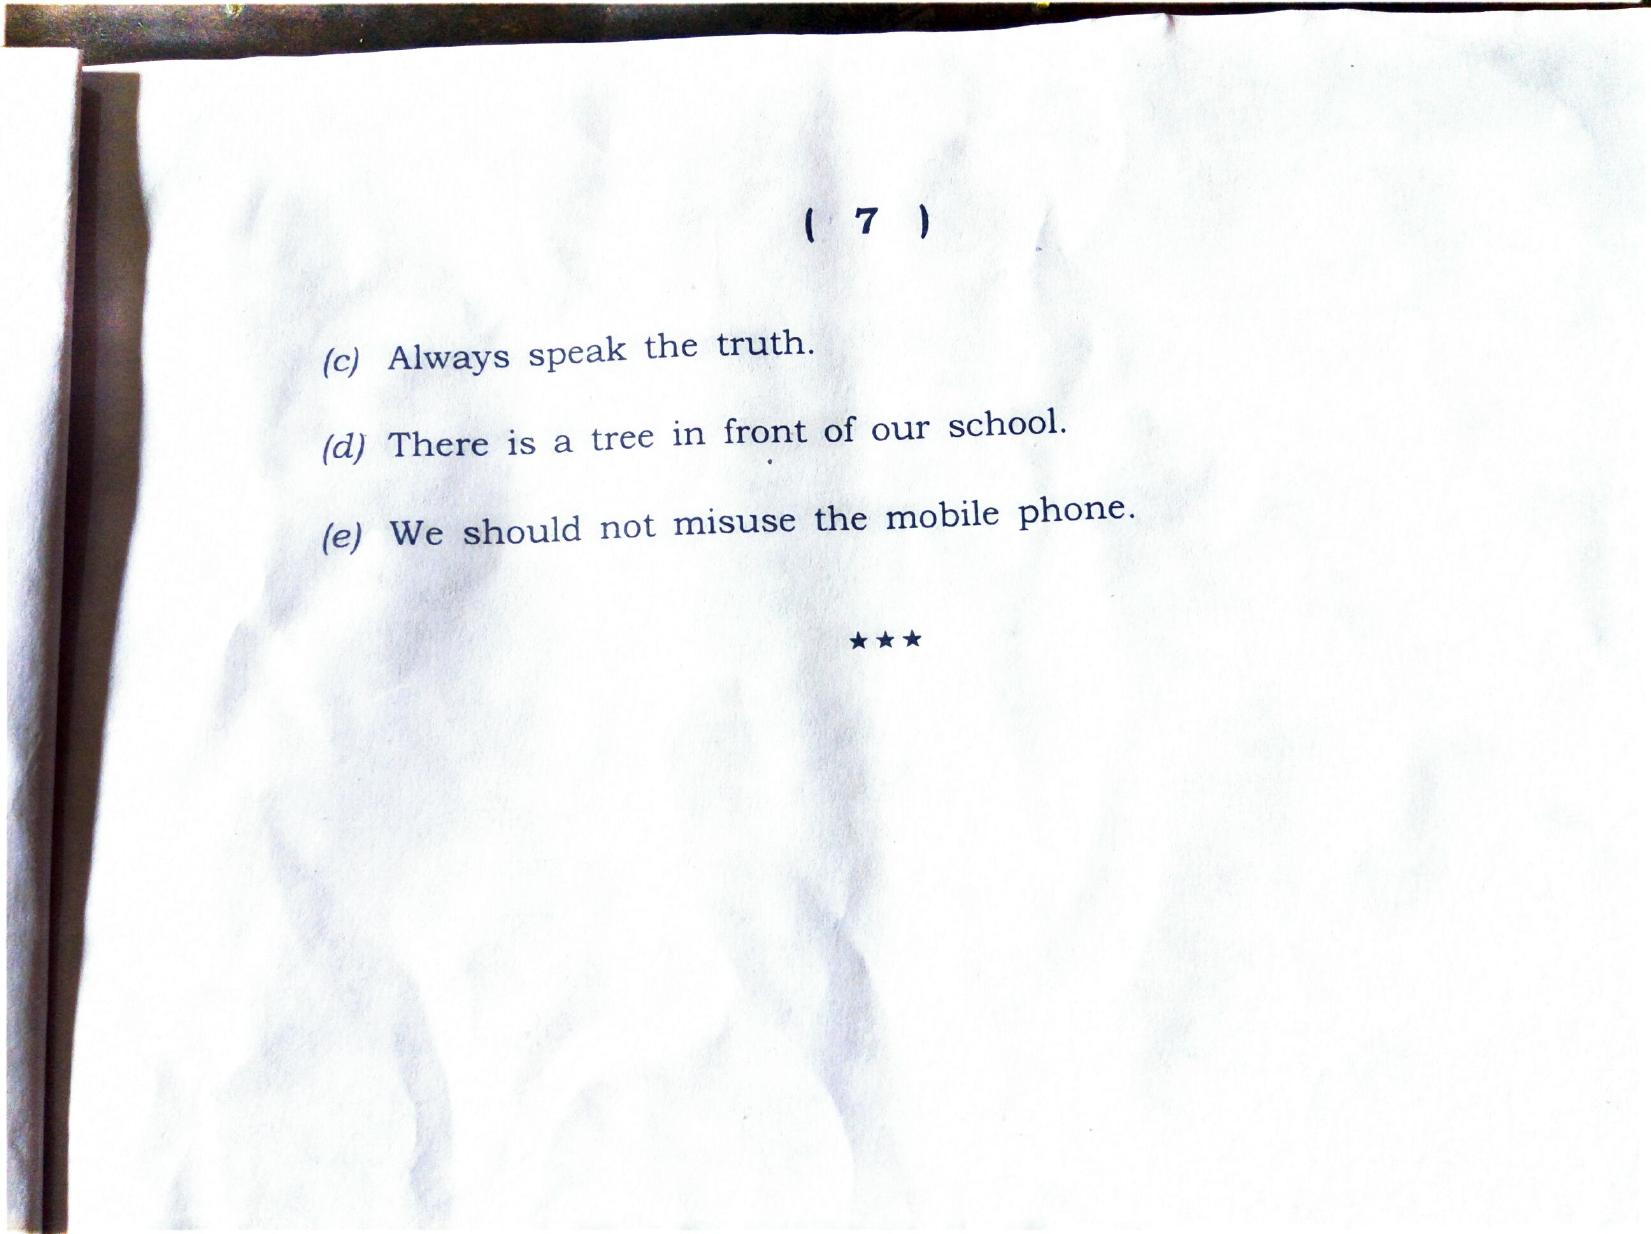 ( 7 )
(c) Always speak the truth.
(d) There is a tree in front of our school.
(e) We should not misuse the mobile phone.
★★★